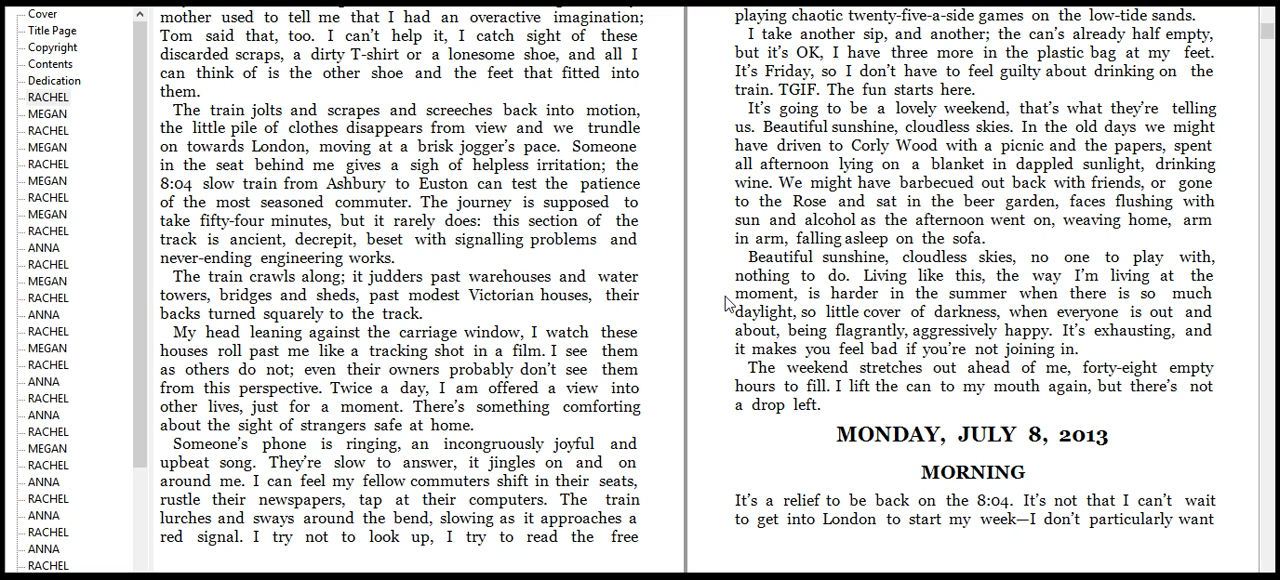 Cover
Title Page
Copyright
Contents
Dedication
RACHEL
MEGAN
RACHEL
MEGAN
RACHEL
MEGAN
RACHEL
MEGAN
RACHEL
ANNA
RACHEL
MEGAN
RACHEL
ANNA
RACHEL
MEGAN
RACHEL
ANNA
RACHEL
ANNA
RACHEL
MEGAN
RACHEL
ANNA
RACHEL
ANNA
RACHEL
ANNA
RACHEL
mother used to tell me that I had an overactive imagination;
Tom said that, too. I can't help it, I catch sight of these
discarded scraps, a dirty T-shirt or a lonesome shoe, and all I
can think of is the other shoe and the feet that fitted into
them.
The train jolts and scrapes and screeches back into motion,
the little pile of clothes disappears from view and we trundle
on towards London, moving at a brisk jogger's pace. Someone
in the seat behind me gives a sigh of helpless irritation; the
8:04 slow train from Ashbury to Euston can test the patience
of the most seasoned commuter. The journey is supposed to
take fifty-four minutes, but it rarely does: this section of the
track is ancient, decrepit, beset with signalling problems and
never-ending engineering works.
The train crawls along; it judders past warehouses and water
towers, bridges and sheds, past modest Victorian houses, their
backs turned squarely to the track.
My head leaning against the carriage window, I watch these
houses roll past me like a tracking shot in a film. I see them
as others do not; even their owners probably don't see them
from this perspective. Twice a day, I am offered a view into
other lives, just for a moment. There's something comforting
about the sight of strangers safe at home.
Someone's phone is ringing, an incongruously joyful and
upbeat song. They're slow to answer, it jingles on and on
around me. I can feel my fellow commuters shift in their seats,
rustle their newspapers, tap at their computers. The train
lurches and sways around the bend, slowing as it approaches a
red signal. I try not to look up, I try to read the free
playing chaotic twenty-five-a-side games on the low-tide sands.
I take another sip, and another; the can's already half empty,
but it's OK, I have three more in the plastic bag at my feet.
It's Friday, so I don't have to feel guilty about drinking on the
train. TGIF. The fun starts here.
It's going to be a lovely weekend, that's what they're telling
us. Beautiful sunshine, cloudless skies. In the old days we might
have driven to Corly Wood with a picnic and the papers, spent
all afternoon lying on a blanket in dappled sunlight, drinking
wine. We might have barbecued out back with friends, or gone
to the Rose and sat in the beer garden, faces flushing with
sun and alcohol as the afternoon went on, weaving home, arm
in arm, falling asleep on the sofa.
Beautiful sunshine, cloudless skies, no one to play with,
nothing to do. Living like this, the way I'm living at the
moment, is harder in the summer when there is so much
daylight, so little cover of darkness, when everyone is out and
about, being flagrantly, aggressively happy. It's exhausting, and
it makes you feel bad if you're not joining in.
The weekend stretches out ahead of me, forty-eight empty
hours to fill. I lift the can to my mouth again, but there's not
a drop left.
MONDAY, JULY 8, 2013
MORNING
It's a relief to be back on the 8:04. It's not that I can't wait
to get into London to start my week—I don't particularly want